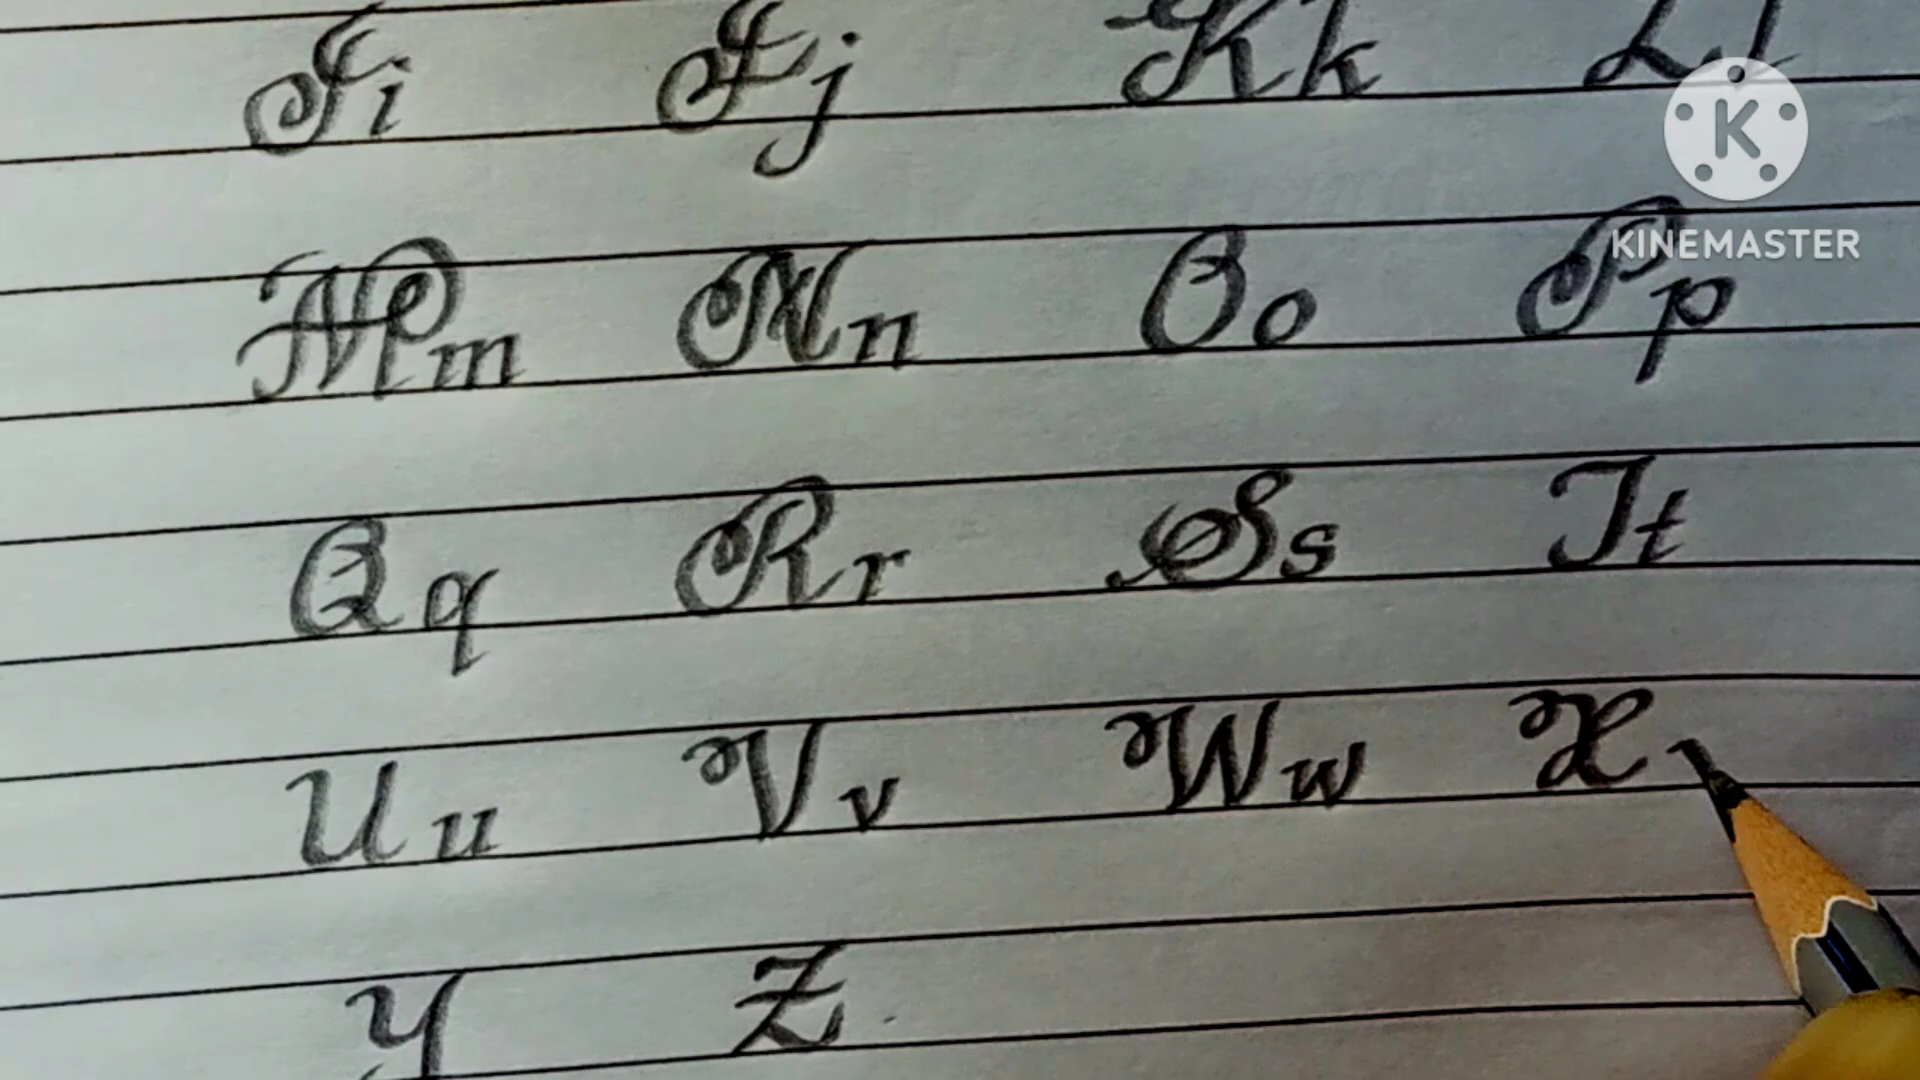 Ii Jj Kk Ll
K
KINEMASTER
Mm Nn Oo Pp
Qq Rr Ss Tt
Uu Vv Ww X
Y Z